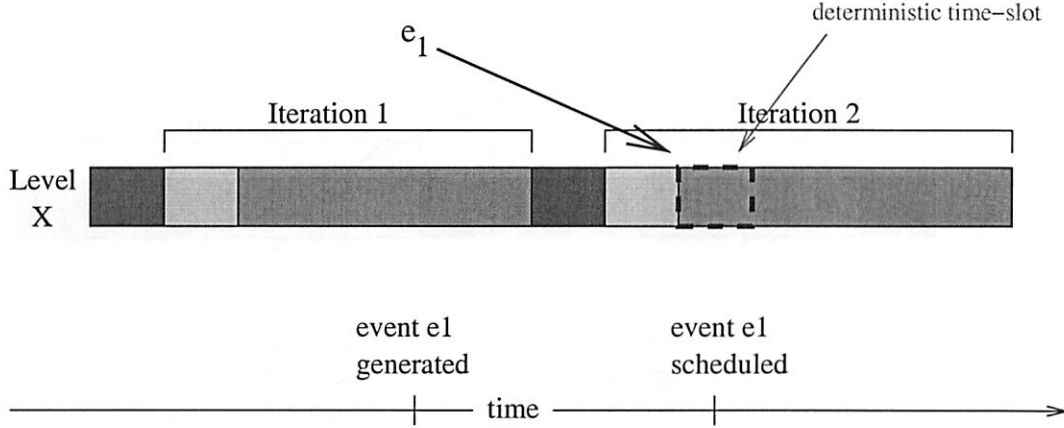 deterministic time-slot
e1
Iteration 1
Iteration 2
Level
X
event e1
generated
event e1
scheduled
time